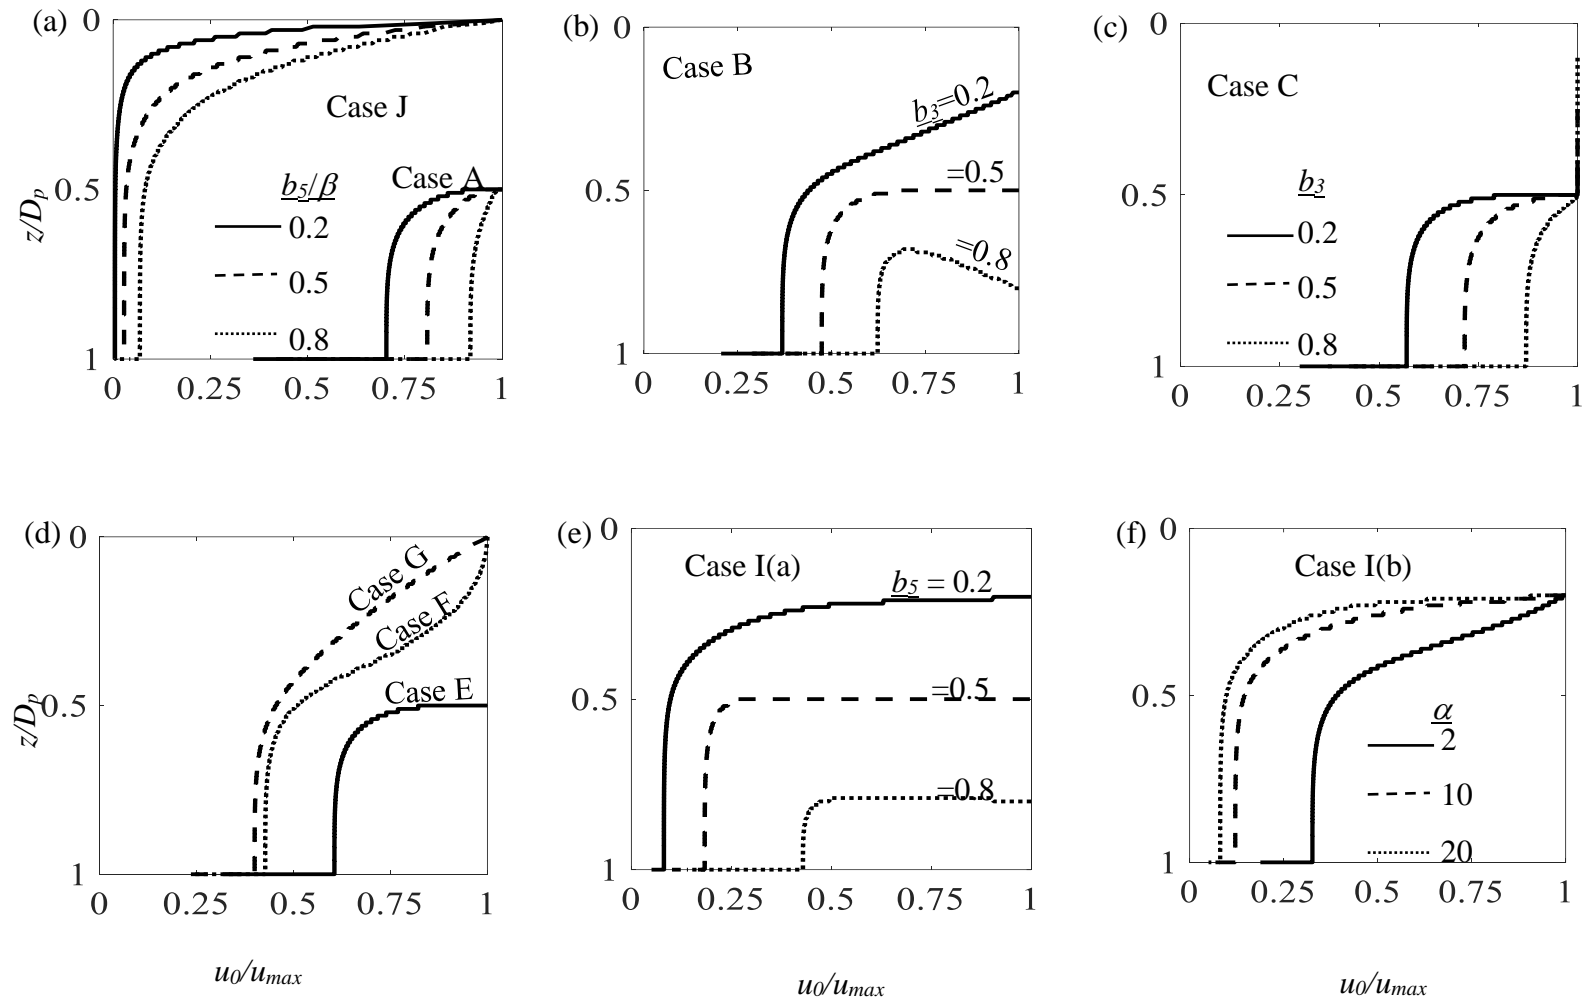 (a)
0
0.5
1
z/Dp
Case J
Case A
b5/β
0.2
0.5
0.8
0 0.25 0.5 0.75 1
(b)
0
0.5
1
Case B
b3=0.2
=0.5
=0.8
0 0.25 0.5 0.75 1
(c)
0
0.5
1
Case C
b3
0.2
0.5
0.8
0 0.25 0.5 0.75 1
(d)
0
0.5
1
z/Dp
Case G
Case F
Case E
0 0.25 0.5 0.75 1
u0/umax
(e)
0
0.5
1
Case I(a)
b5 = 0.2
=0.5
=0.8
0 0.25 0.5 0.75 1
u0/umax
(f)
0
0.5
1
Case I(b)
α
2
10
20
0 0.25 0.5 0.75 1
u0/umax